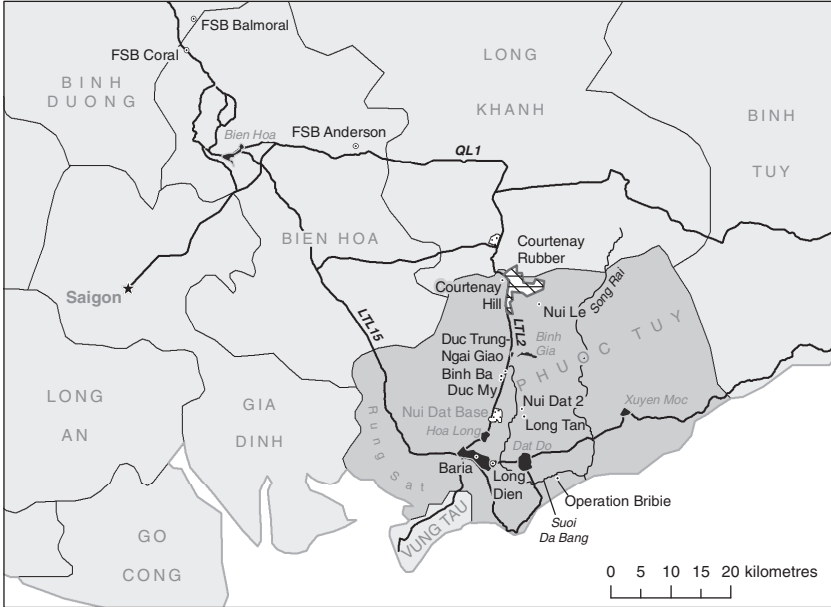 FSB Balmoral
FSB Coral
LONG
KHANH
BINH
DUONG
BINH
TUY
Bien Hoa
FSB Anderson
QL1
BIEN HOA
Courtenay
Rubber
Saigon
Courtenay
Hill
Song Rai
Nui Le
LTL15
LTL2
Duc Trung-
Ngai Giao
Binh
Gia
PHUOC TUY
Binh Ba
Duc My
LONG
AN
GIA
DINH
Rung Sat
Nui Dat Base
Nui Dat 2
Xuyen Moc
Long Tan
Hoa Long
Dat Do
Baria
Long
Dien
Operation Bribie
Suoi
Da Bang
VUNG TAU
GO
CONG
0 5 10 15 20 kilometres